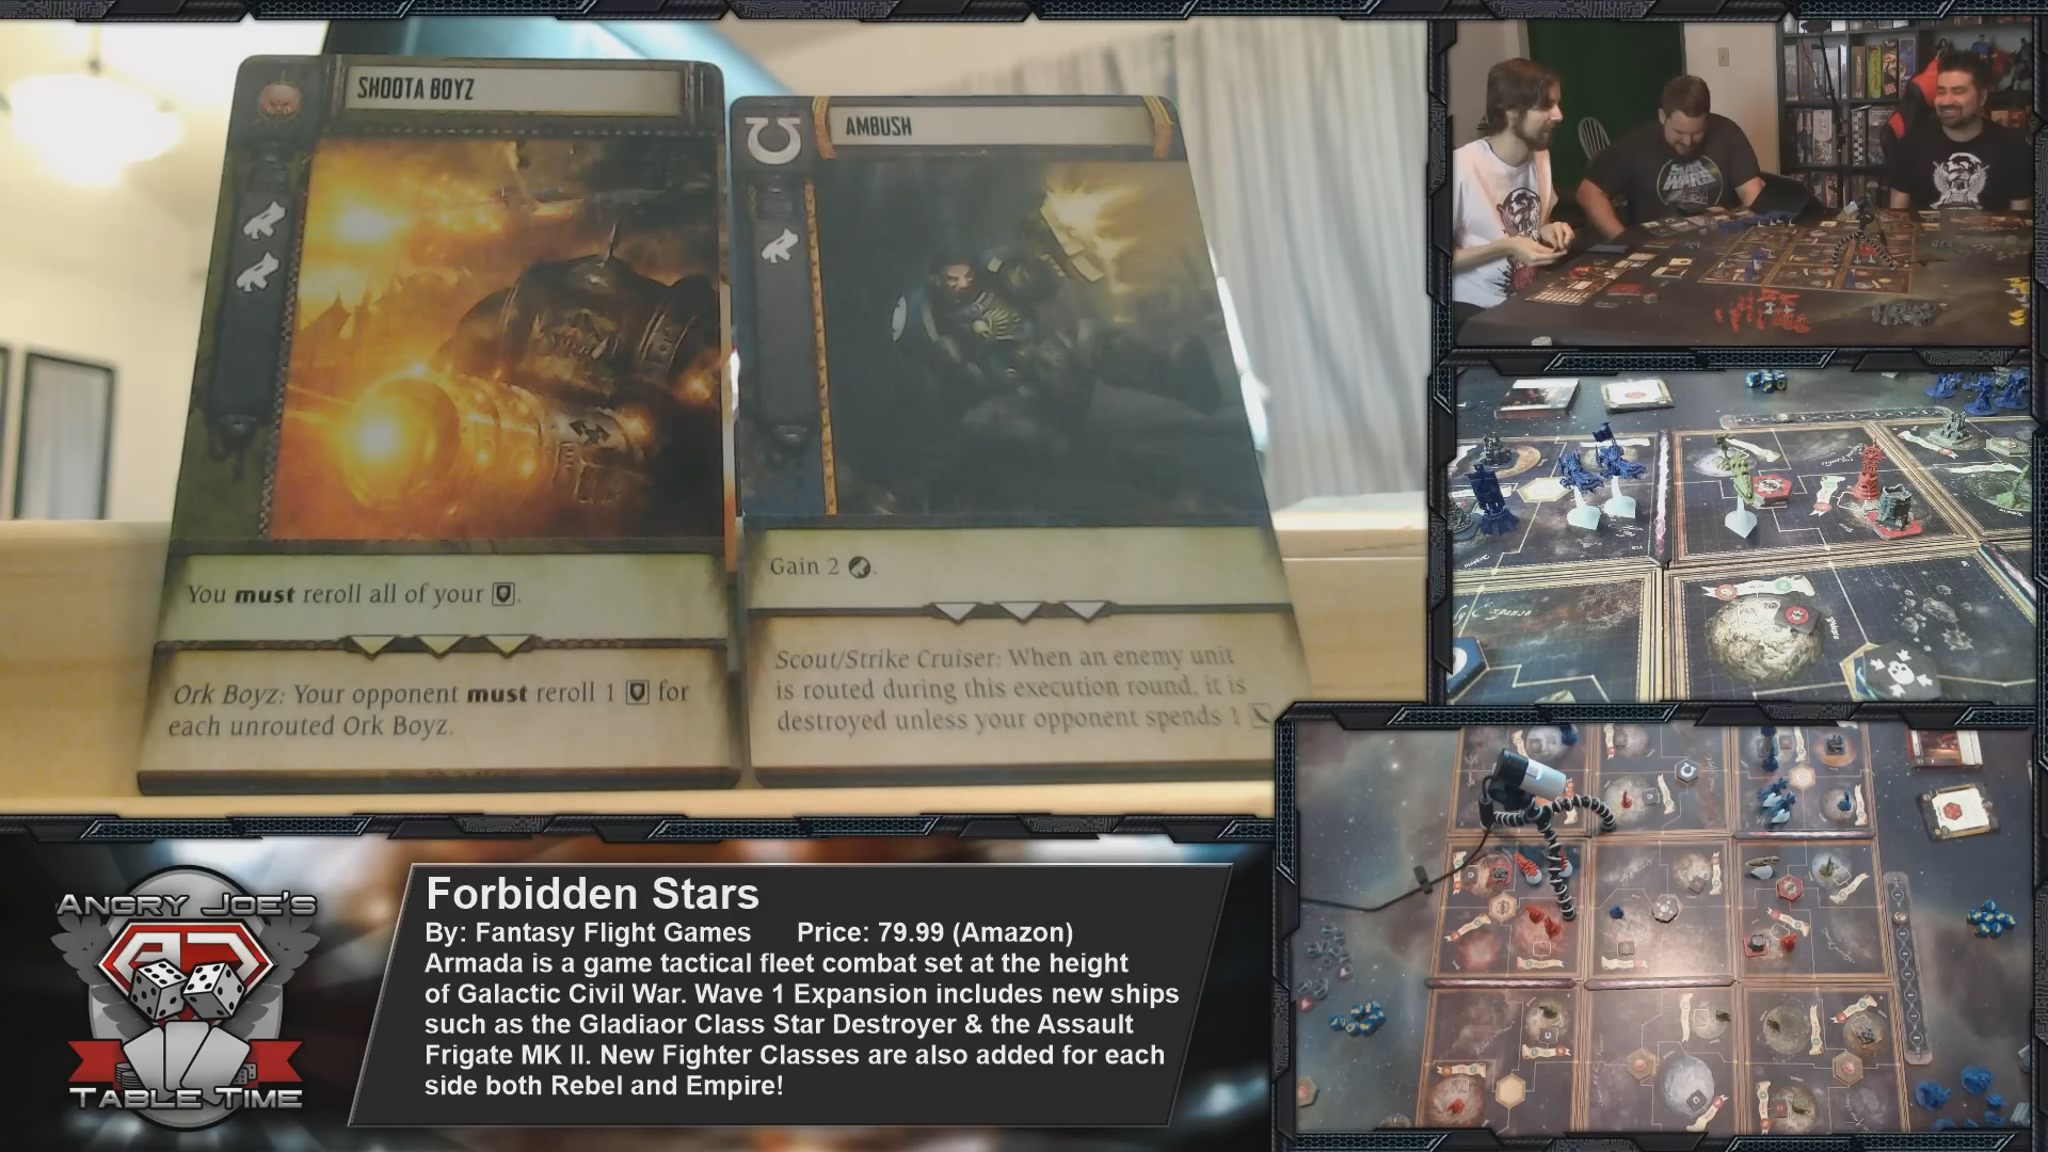 SHOOTA BOYZ
You must reroll all of your
Ork Boyz: Your opponent must reroll 1 for
each unrouted Ork Boyz.
AMBUSH
Gain 2 .
Scout/Strike Cruiser: When an enemy unit
is routed during this execution round, it is
destroyed unless your opponent spends 1
ANGRY JOE'S
AJ
TABLE TIME
Forbidden Stars
By: Fantasy Flight Games Price: 79.99 (Amazon)
Armada is a game tactical fleet combat set at the height
of Galactic Civil War. Wave 1 Expansion includes new ships
such as the Gladiaor Class Star Destroyer & the Assault
Frigate MK II. New Fighter Classes are also added for each
side both Rebel and Empire!